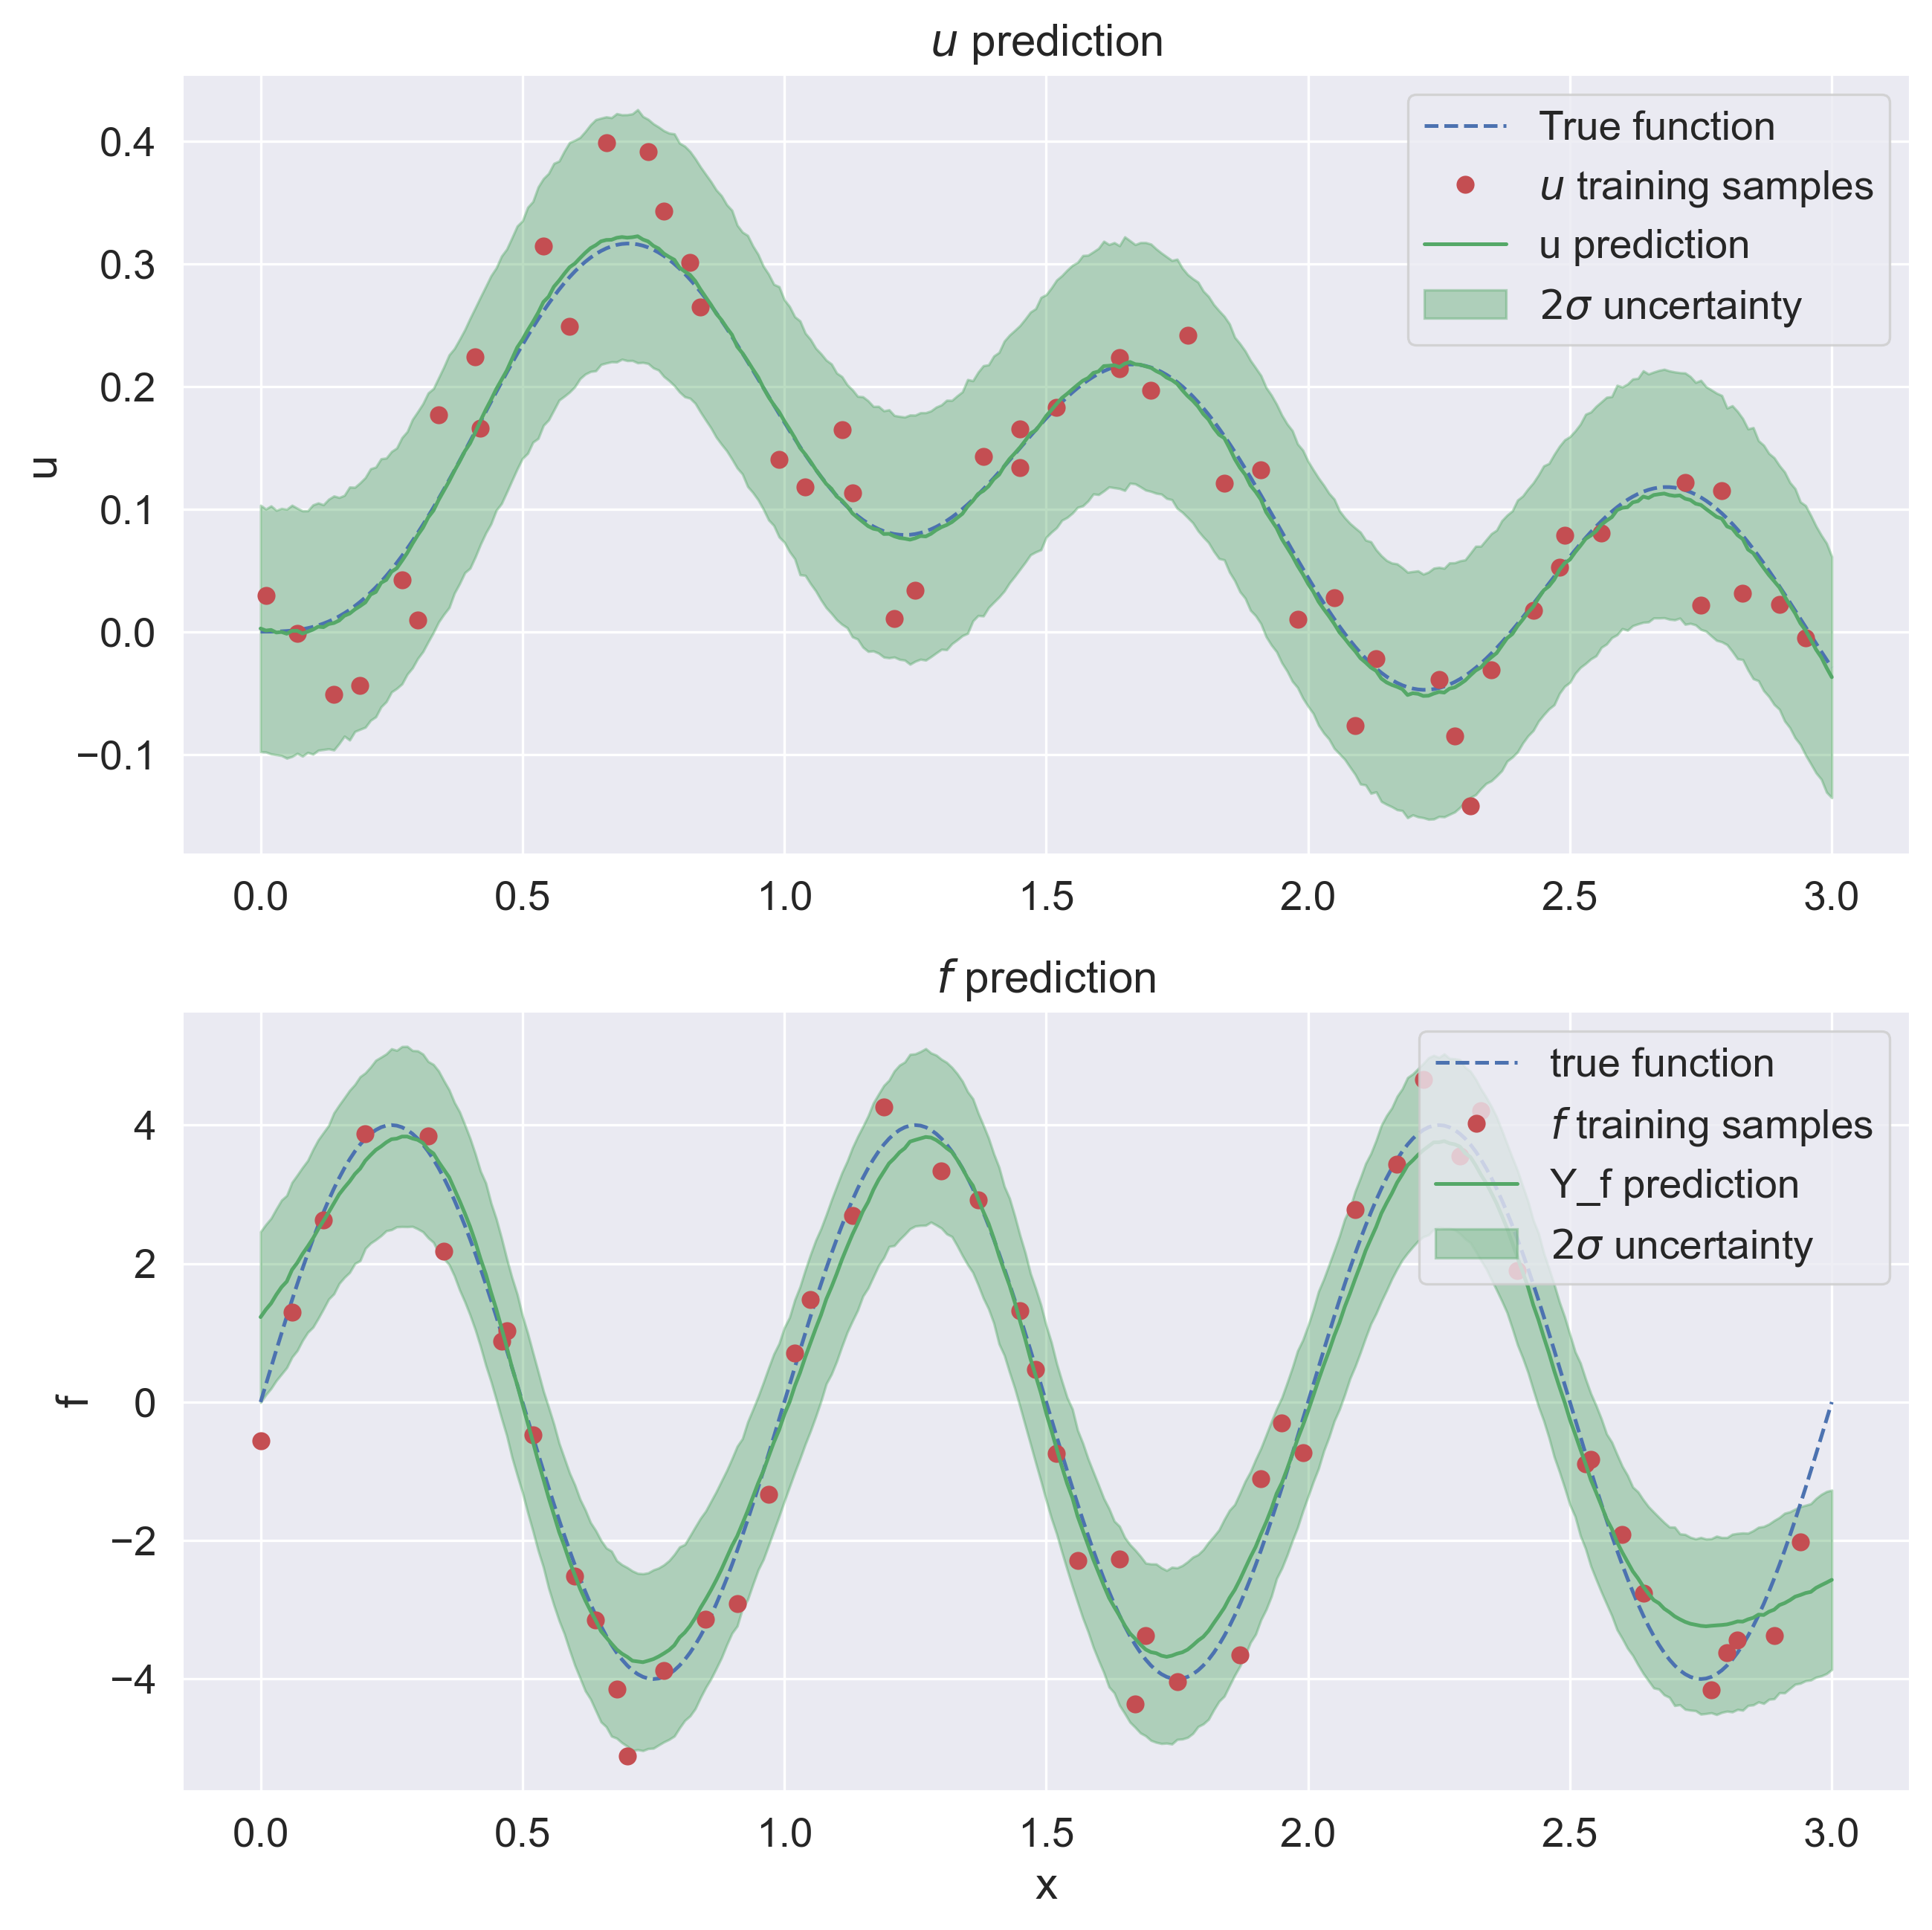 u prediction
0.4
0.3
0.2
0.1
0.0
−0.1
u
True function
u training samples
u prediction
2σ uncertainty
0.0 0.5 1.0 1.5 2.0 2.5 3.0
f prediction
4
2
0
−2
−4
f
true function
f training samples
Y_f prediction
2σ uncertainty
0.0 0.5 1.0 1.5 2.0 2.5 3.0
x